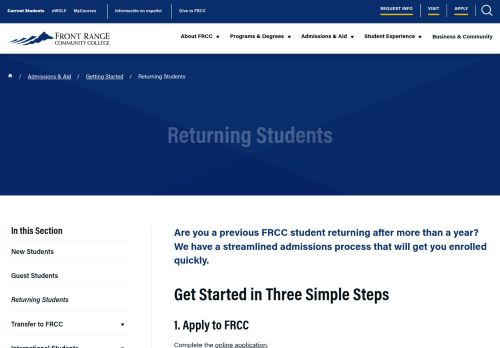 Current Students eWOLF MyCourses Información en español Give to FRCC REQUEST INFO VISIT APPLY
FRONT RANGE
COMMUNITY COLLEGE
About FRCC Programs & Degrees Admissions & Aid Student Experience Business & Community
/ Admissions & Aid / Getting Started / Returning Students
Returning Students
In this Section
New Students
Guest Students
Returning Students
Transfer to FRCC
International Students
Are you a previous FRCC student returning after more than a year?
We have a streamlined admissions process that will get you enrolled
quickly.
Get Started in Three Simple Steps
1. Apply to FRCC
Complete the online application: